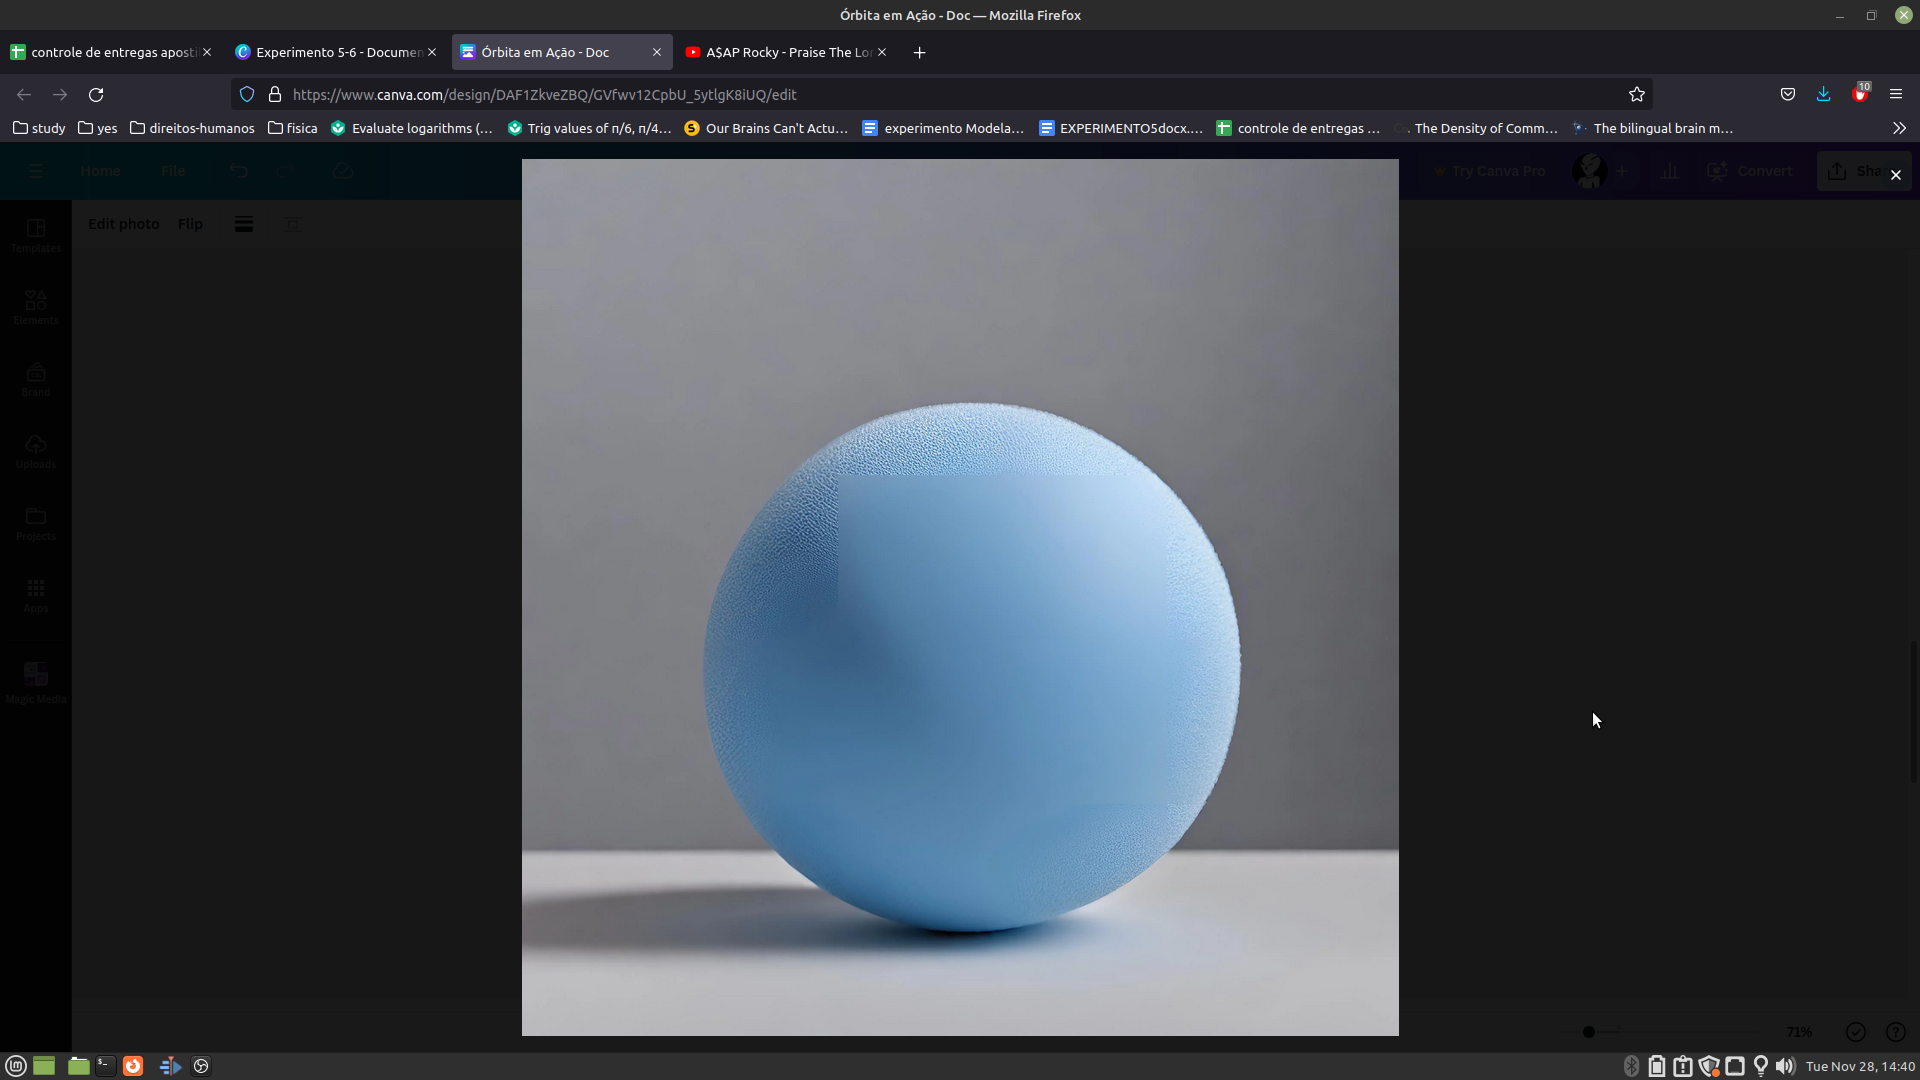 Órbita em Ação - Doc — Mozilla Firefox
controle de entregas aposti
Experimento 5-6 - Documen
Órbita em Ação - Doc
A$AP Rocky - Praise The Lo
https://www.canva.com/design/DAF1ZkveZBQ/GVfwv12CpbU_5ytlgK8iUQ/edit
10
study
yes
direitos-humanos
fisica
Evaluate logarithms (…
Trig values of π/6, π/4…
Our Brains Can't Actu…
experimento Modela…
EXPERIMENTO5docx.…
controle de entregas …
The Density of Comm…
The bilingual brain m…
Home
File
Try Canva Pro
Convert
Sha
Edit photo
Flip
Templates
Elements
Brand
Uploads
Projects
Apps
Magic Media
71%
Tue Nov 28, 14:40